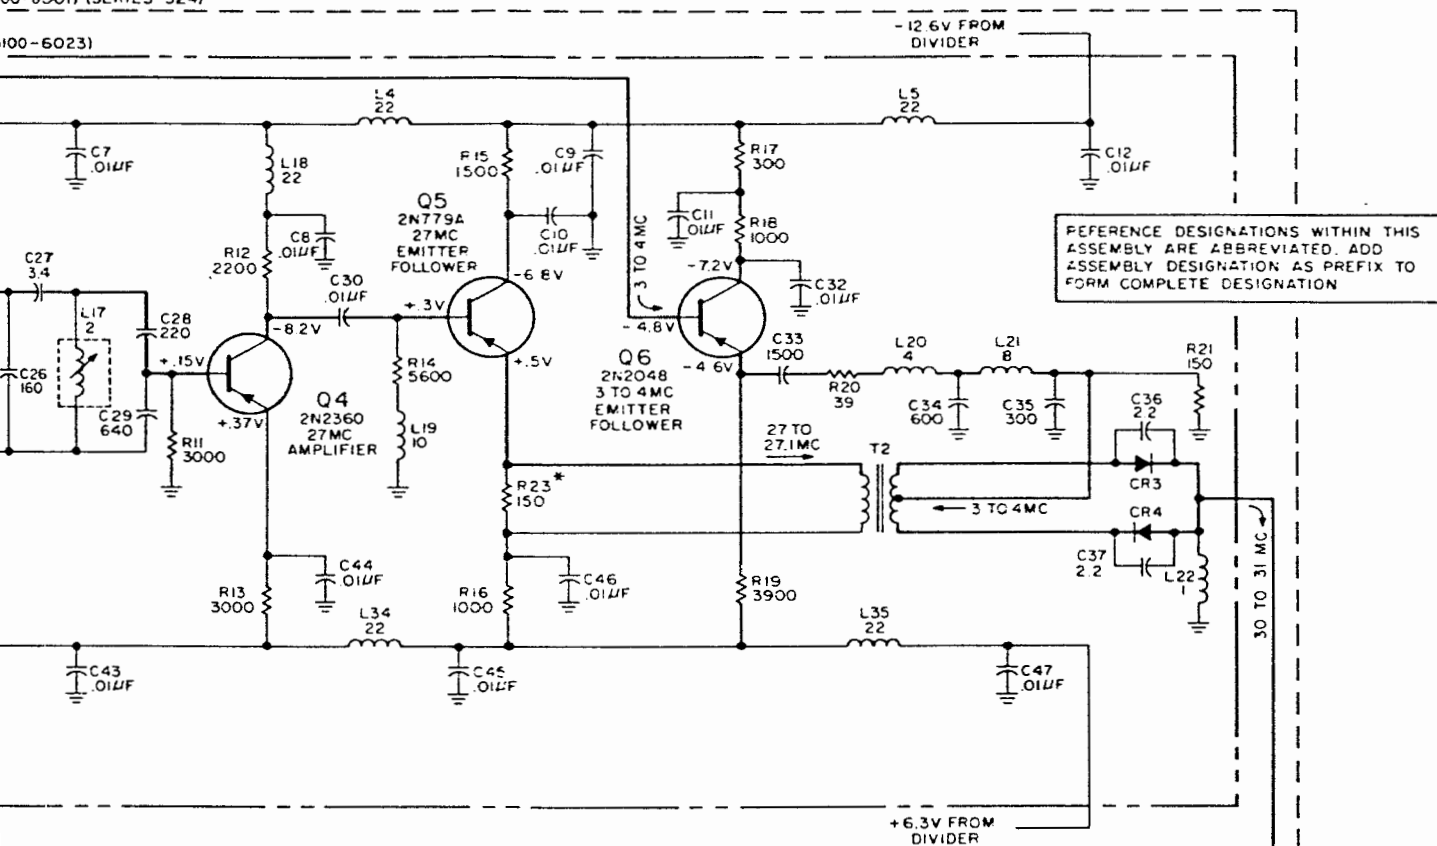 (SERIES
-12.6V FROM
DIVIDER
100-6023)
L4
22
L5
22
C7
.01UF
L18
22
R15
1500
C9
.01UF
R17
300
C12
.01UF
Q5
2N779A
27MC
EMITTER
FOLLOWER
C8
.01UF
R12
2200
C10
.01UF
3 TO 4MC
C11
.01UF
R18
1000
REFERENCE DESIGNATIONS WITHIN THIS
ASSEMBLY ARE ABBREVIATED. ADD
ASSEMBLY DESIGNATION AS PREFIX TO
FORM COMPLETE DESIGNATION
C27
3.4
C30
.01UF
-6.8V
-7.2V
C32
.01UF
L17
2
C28
220
-8.2V
+.3V
-4.8V
C33
1500
L20
4
L21
8
R21
150
C26
160
+.15V
R14
5600
+.5V
Q6
2N2048
3 TO 4MC
EMITTER
FOLLOWER
-4.6V
R20
39
C34
600
C35
300
C36
2.2
C29
640
+.37V
Q4
2N2360
27MC
AMPLIFIER
L19
10
R11
3000
27 TO
27.1MC
T2
R23*
150
CR3
3 TO 4MC
CR4
C37
2.2
L22
1
30 TO 31 MC
C44
.01UF
R13
3000
R16
1000
C46
.01UF
R19
3900
L34
22
L35
22
C43
.01UF
C45
.01UF
C47
.01UF
+6.3V FROM
DIVIDER